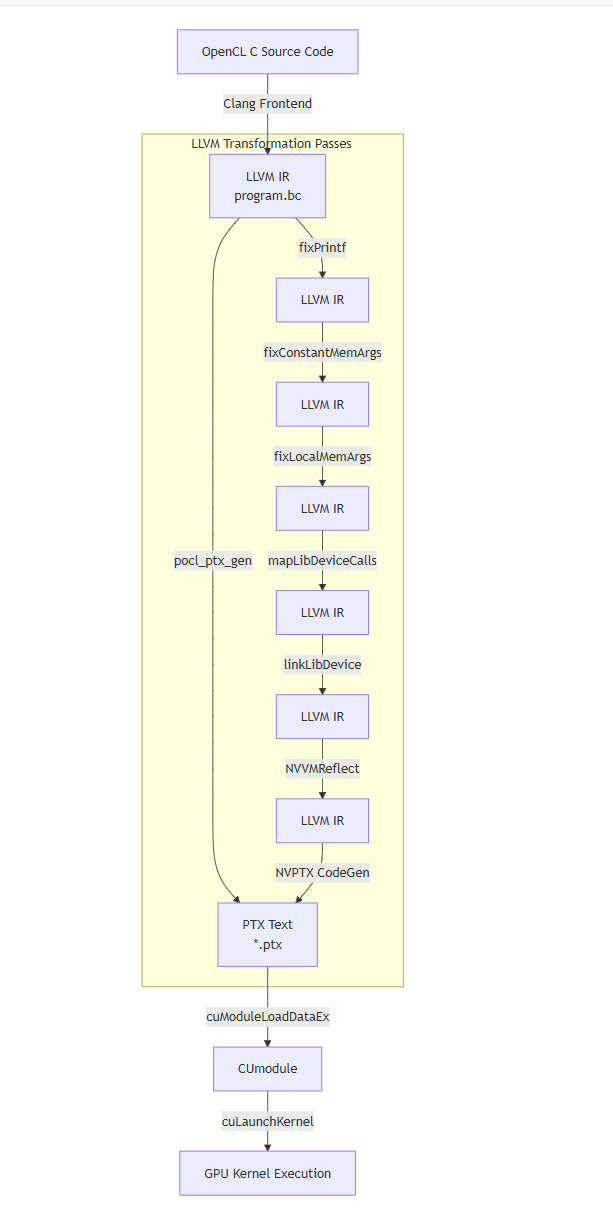 OpenCL C Source Code
Clang Frontend
LLVM Transformation Passes
LLVM IR
program.bc
fixPrintf
LLVM IR
fixConstantMemArgs
LLVM IR
fixLocalMemArgs
LLVM IR
pocl_ptx_gen
mapLibDeviceCalls
LLVM IR
linkLibDevice
LLVM IR
NVVMReflect
LLVM IR
NVPTX CodeGen
PTX Text
*.ptx
cuModuleLoadDataEx
CUmodule
cuLaunchKernel
GPU Kernel Execution